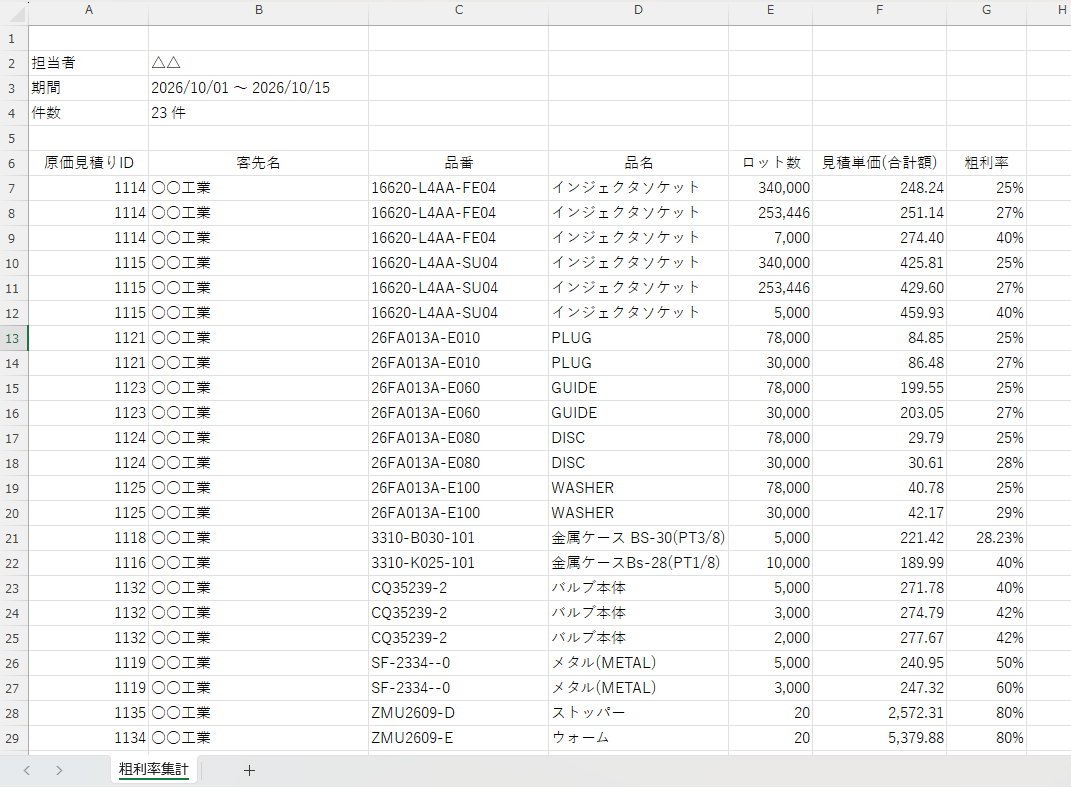 A B C D E F G H
1
2 担当者 △△
3 期間 2026/10/01 ～ 2026/10/15
4 件数 23 件
5
6 原価見積りID 客先名 品番 品名 ロット数 見積単価(合計額) 粗利率
7 1114 〇〇工業 16620-L4AA-FE04 インジェクタソケット 340,000 248.24 25%
8 1114 〇〇工業 16620-L4AA-FE04 インジェクタソケット 253,446 251.14 27%
9 1114 〇〇工業 16620-L4AA-FE04 インジェクタソケット 7,000 274.40 40%
10 1115 〇〇工業 16620-L4AA-SU04 インジェクタソケット 340,000 425.81 25%
11 1115 〇〇工業 16620-L4AA-SU04 インジェクタソケット 253,446 429.60 27%
12 1115 〇〇工業 16620-L4AA-SU04 インジェクタソケット 5,000 459.93 40%
13 1121 〇〇工業 26FA013A-E010 PLUG 78,000 84.85 25%
14 1121 〇〇工業 26FA013A-E010 PLUG 30,000 86.48 27%
15 1123 〇〇工業 26FA013A-E060 GUIDE 78,000 199.55 25%
16 1123 〇〇工業 26FA013A-E060 GUIDE 30,000 203.05 27%
17 1124 〇〇工業 26FA013A-E080 DISC 78,000 29.79 25%
18 1124 〇〇工業 26FA013A-E080 DISC 30,000 30.61 28%
19 1125 〇〇工業 26FA013A-E100 WASHER 78,000 40.78 25%
20 1125 〇〇工業 26FA013A-E100 WASHER 30,000 42.17 29%
21 1118 〇〇工業 3310-B030-101 金属ケース BS-30(PT3/8) 5,000 221.42 28.23%
22 1116 〇〇工業 3310-K025-101 金属ケースBs-28(PT1/8) 10,000 189.99 40%
23 1132 〇〇工業 CQ35239-2 バルブ本体 5,000 271.78 40%
24 1132 〇〇工業 CQ35239-2 バルブ本体 3,000 274.79 42%
25 1132 〇〇工業 CQ35239-2 バルブ本体 2,000 277.67 42%
26 1119 〇〇工業 SF-2334--0 メタル(METAL) 5,000 240.95 50%
27 1119 〇〇工業 SF-2334--0 メタル(METAL) 3,000 247.32 60%
28 1135 〇〇工業 ZMU2609-D ストッパー 20 2,572.31 80%
29 1134 〇〇工業 ZMU2609-E ウォーム 20 5,379.88 80%
粗利率集計